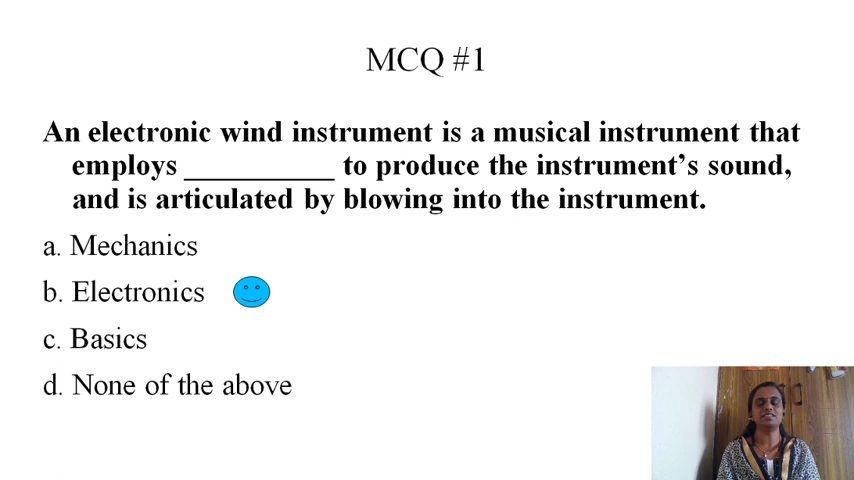 MCQ #1
An electronic wind instrument is a musical instrument that
employs __________ to produce the instrument’s sound,
and is articulated by blowing into the instrument.
a. Mechanics
b. Electronics
c. Basics
d. None of the above